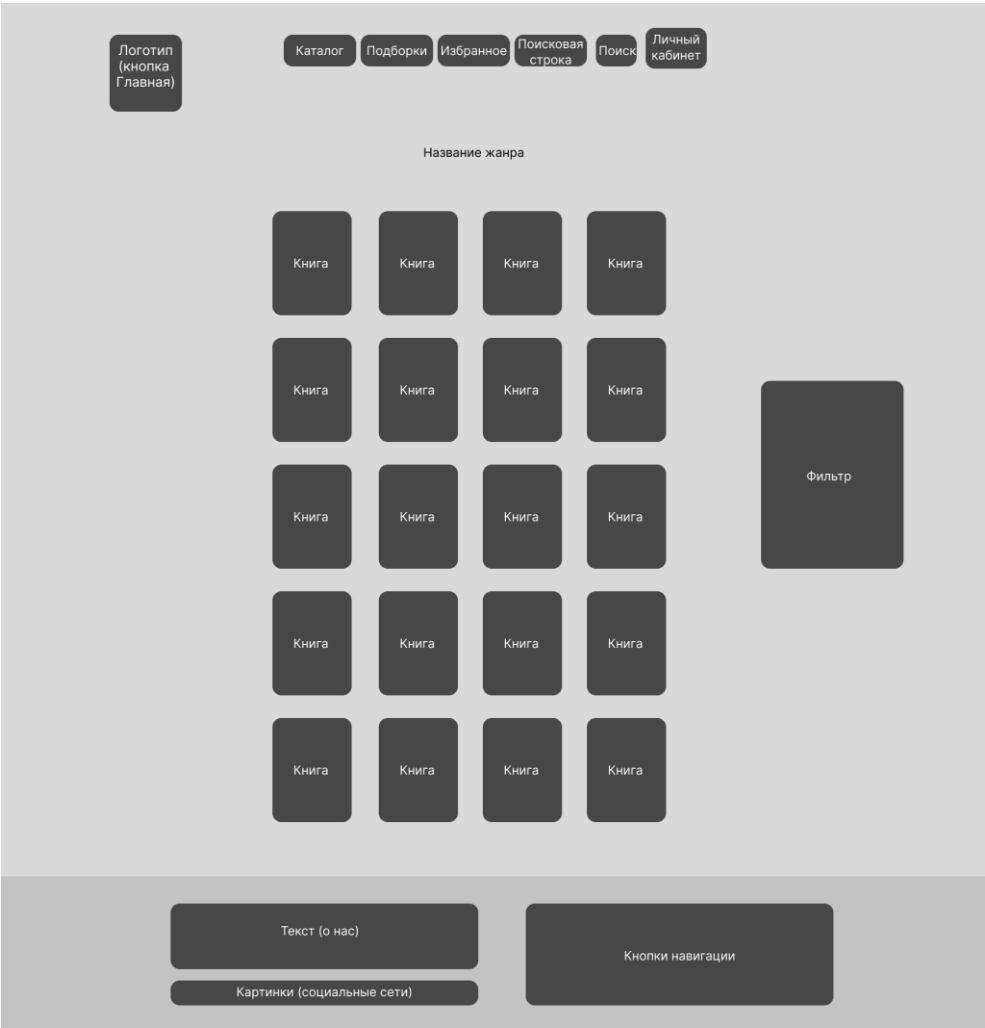 Логотип
(кнопка
Главная)
Каталог
Подборки
Избранное
Поисковая
строка
Поиск
Личный
кабинет
Название жанра
Книга Книга Книга Книга
Книга Книга Книга Книга
Фильтр
Книга Книга Книга Книга
Книга Книга Книга Книга
Книга Книга Книга Книга
Текст (о нас)
Картинки (социальные сети)
Кнопки навигации